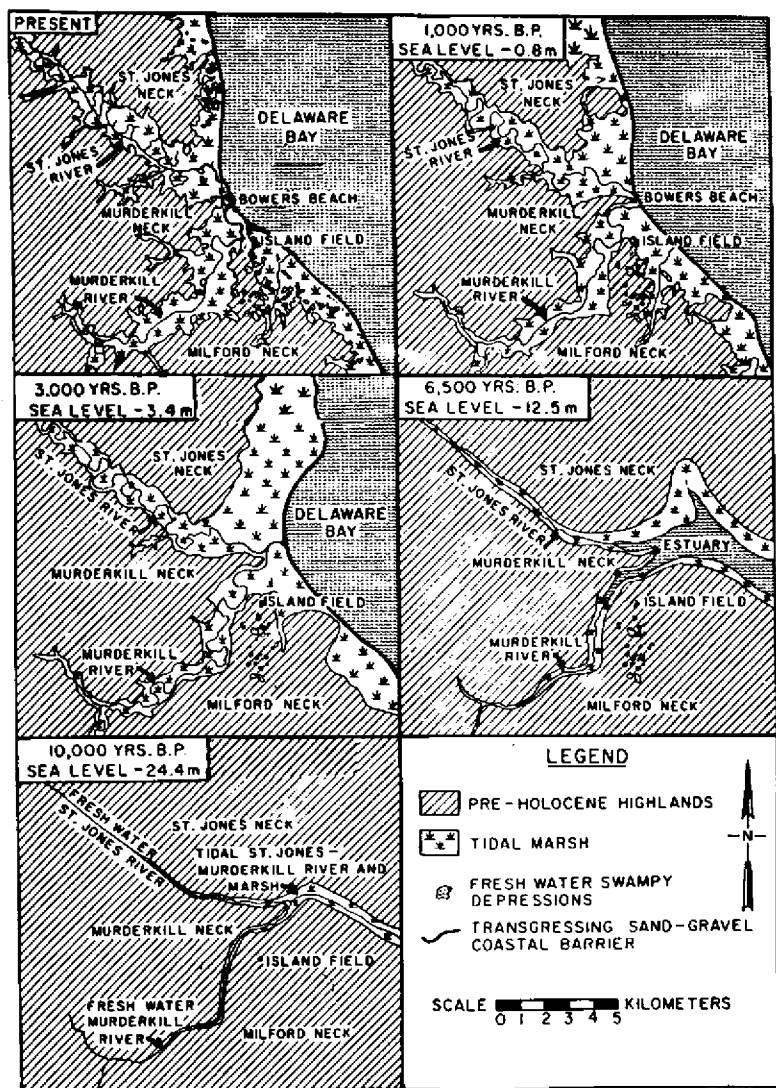 PRESENT
ST. JONES
NECK
DELAWARE
BAY
ST. JONES
RIVER
BOWERS BEACH
MURDERKILL
NECK
ISLAND FIELD
MURDERKILL
RIVER
MILFORD NECK
1,000 YRS. B.P.
SEA LEVEL -0.8m
ST. JONES
NECK
DELAWARE
BAY
ST. JONES
RIVER
BOWERS BEACH
MURDERKILL
NECK
ISLAND FIELD
MURDERKILL
RIVER
MILFORD NECK
3,000 YRS. B.P.
SEA LEVEL -3.4m
ST. JONES
NECK
ST. JONES RIVER
DELAWARE
BAY
MURDERKILL NECK
ISLAND FIELD
MURDERKILL
RIVER
MILFORD NECK
6,500 YRS. B.P.
SEA LEVEL -12.5m
ST. JONES NECK
ST. JONES RIVER
ESTUARY
MURDERKILL NECK
ISLAND FIELD
MURDERKILL
RIVER
MILFORD NECK
10,000 YRS. B.P.
SEA LEVEL -24.4m
FRESH WATER
ST. JONES RIVER
ST. JONES NECK
TIDAL ST. JONES-
MURDERKILL RIVER AND
MARSH
MURDERKILL NECK
ISLAND FIELD
FRESH WATER
MURDERKILL
RIVER
MILFORD NECK
LEGEND
PRE-HOLOCENE HIGHLANDS
TIDAL MARSH
FRESH WATER SWAMPY
DEPRESSIONS
TRANSGRESSING SAND-GRAVEL
COASTAL BARRIER
N
SCALE KILOMETERS
0 1 2 3 4 5